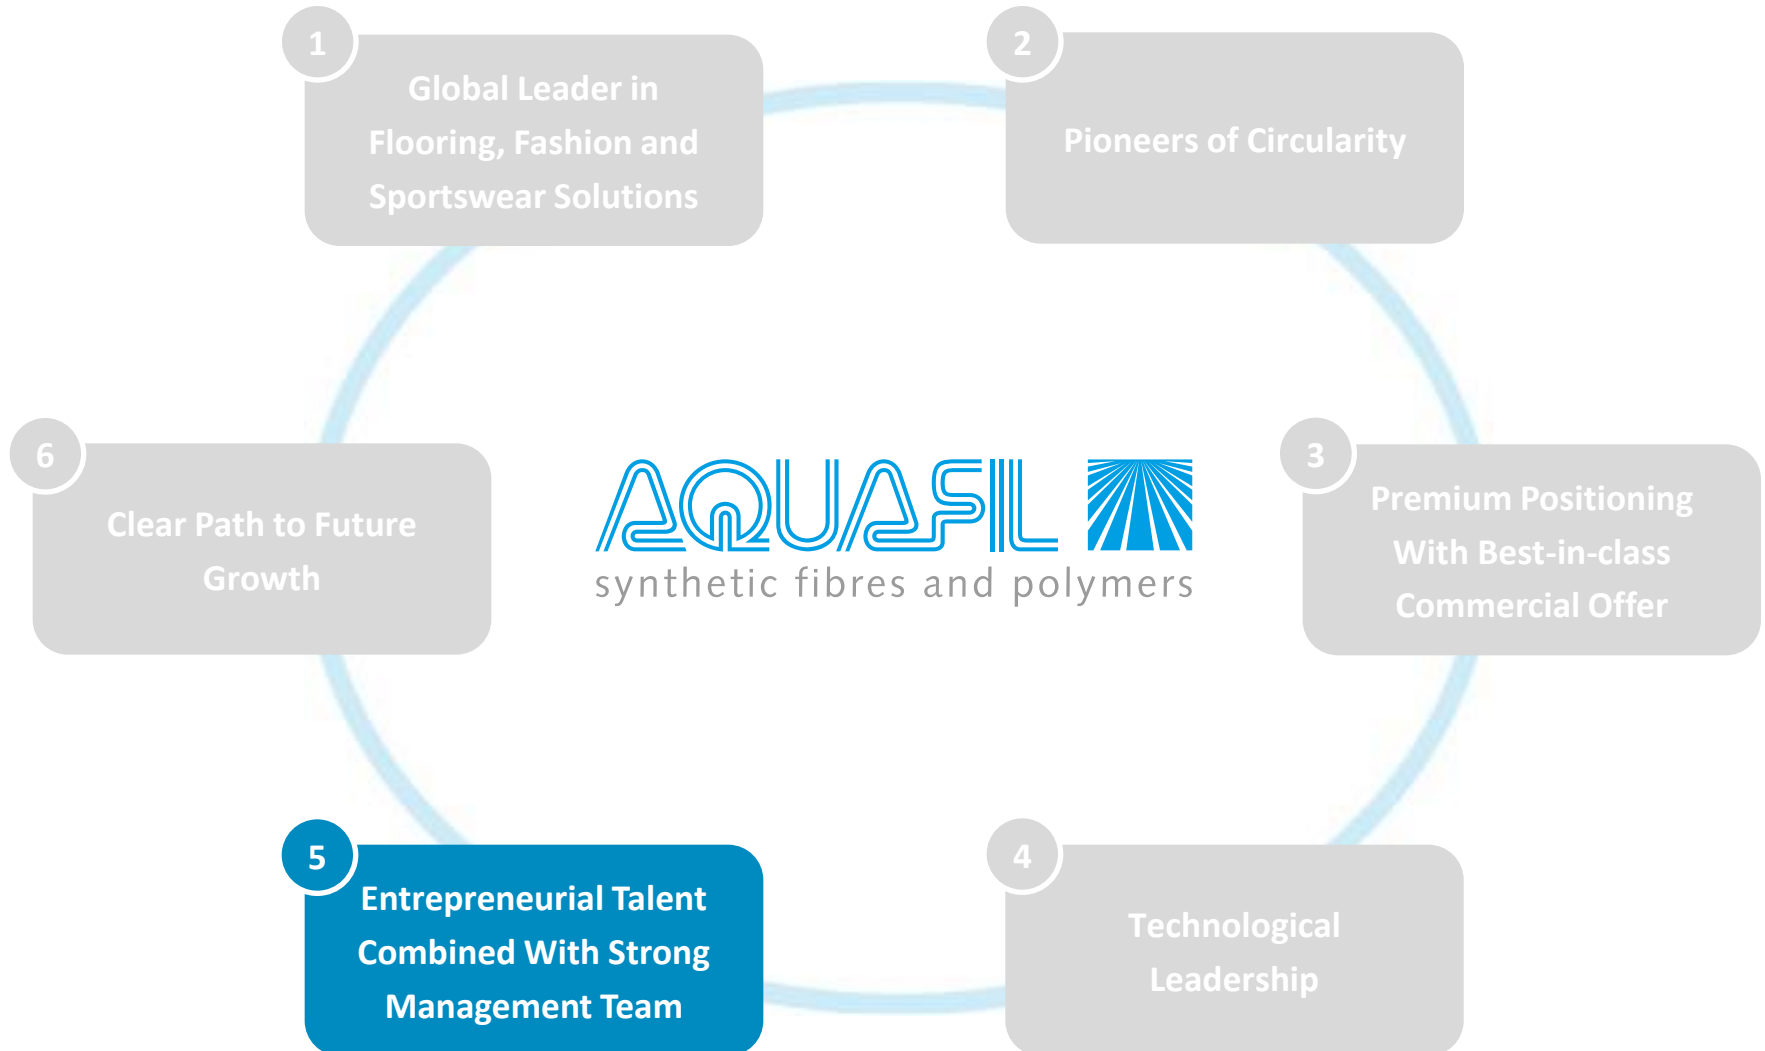 1
Global Leader in
Flooring, Fashion and
Sportswear Solutions
2
Pioneers of Circularity
3
Premium Positioning
With Best-in-class
Commercial Offer
4
Technological
Leadership
5
Entrepreneurial Talent
Combined With Strong
Management Team
6
Clear Path to Future
Growth
AQUAFIL
synthetic fibres and polymers